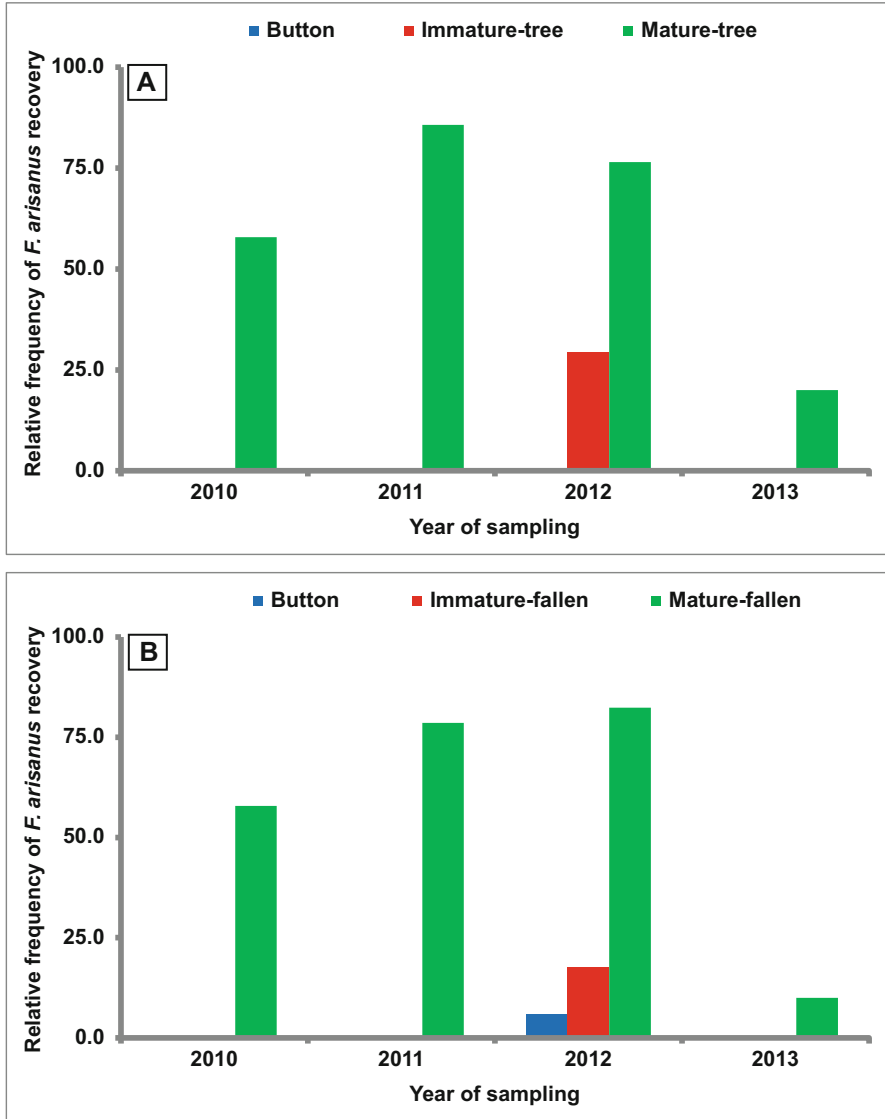 Button Immature-tree Mature-tree
A
Relative frequency of F. arisanus recovery
100.0
75.0
50.0
25.0
0.0
2010 2011 2012 2013
Year of sampling
Button Immature-fallen Mature-fallen
B
Relative frequency of F. arisanus recovery
100.0
75.0
50.0
25.0
0.0
2010 2011 2012 2013
Year of sampling